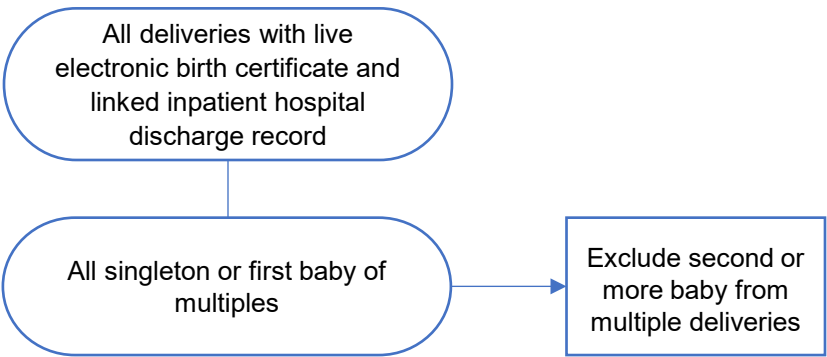 All deliveries with live
electronic birth certificate and
linked inpatient hospital
discharge record
All singleton or first baby of
multiples
Exclude second or
more baby from
multiple deliveries